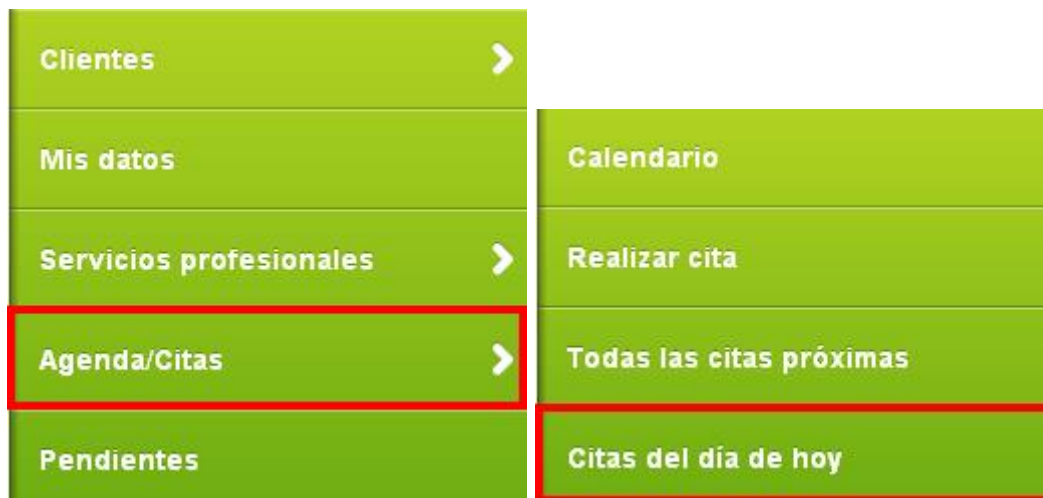 Clientes
Mis datos
Servicios profesionales
Agenda/Citas
Pendientes
Calendario
Realizar cita
Todas las citas próximas
Citas del día de hoy